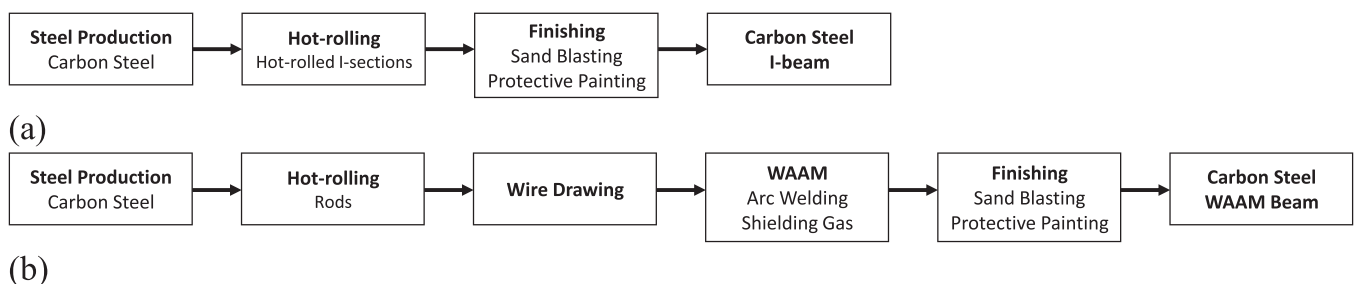 Steel Production
Carbon Steel
Hot-rolling
Hot-rolled I-sections
Finishing
Sand Blasting
Protective Painting
Carbon Steel
I-beam
(a)
Steel Production
Carbon Steel
Hot-rolling
Rods
Wire Drawing
WAAM
Arc Welding
Shielding Gas
Finishing
Sand Blasting
Protective Painting
Carbon Steel
WAAM Beam
(b)